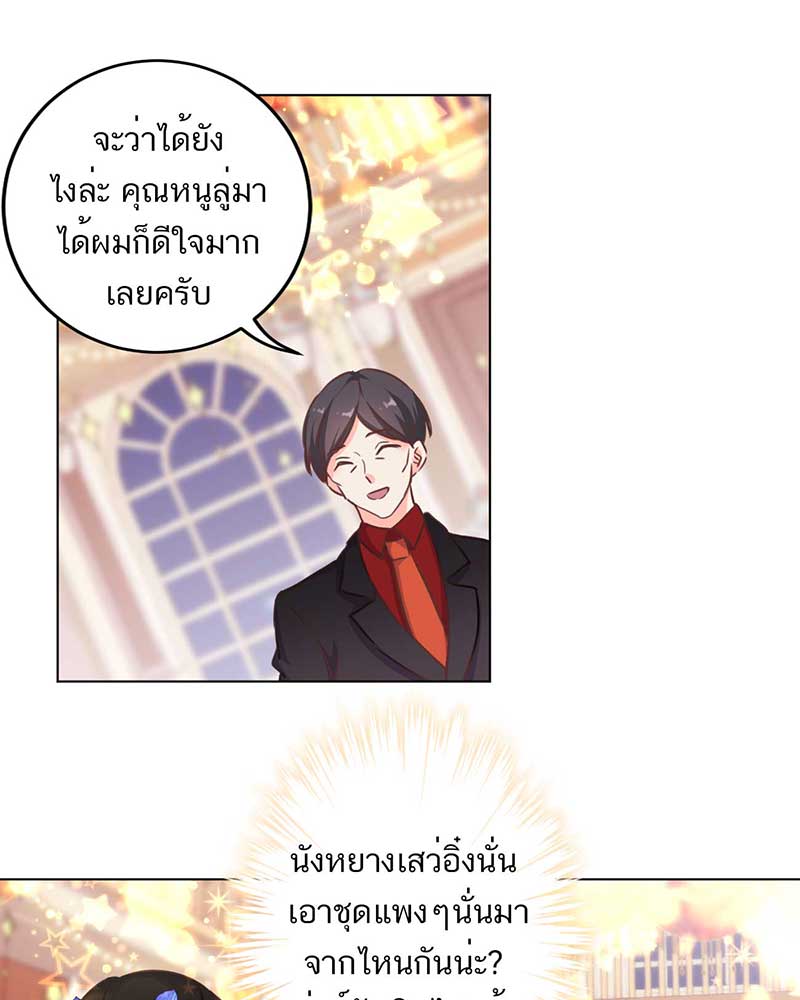 จะว่าได้ยัง
ไงล่ะ คุณหนูลู่มา
ได้ผมก็ดีใจมาก
เลยครับ
นังหยางเสว่อิ๋งนั่น
เอาชุดแพงๆนั่นมา
จากไหนกันน่ะ?